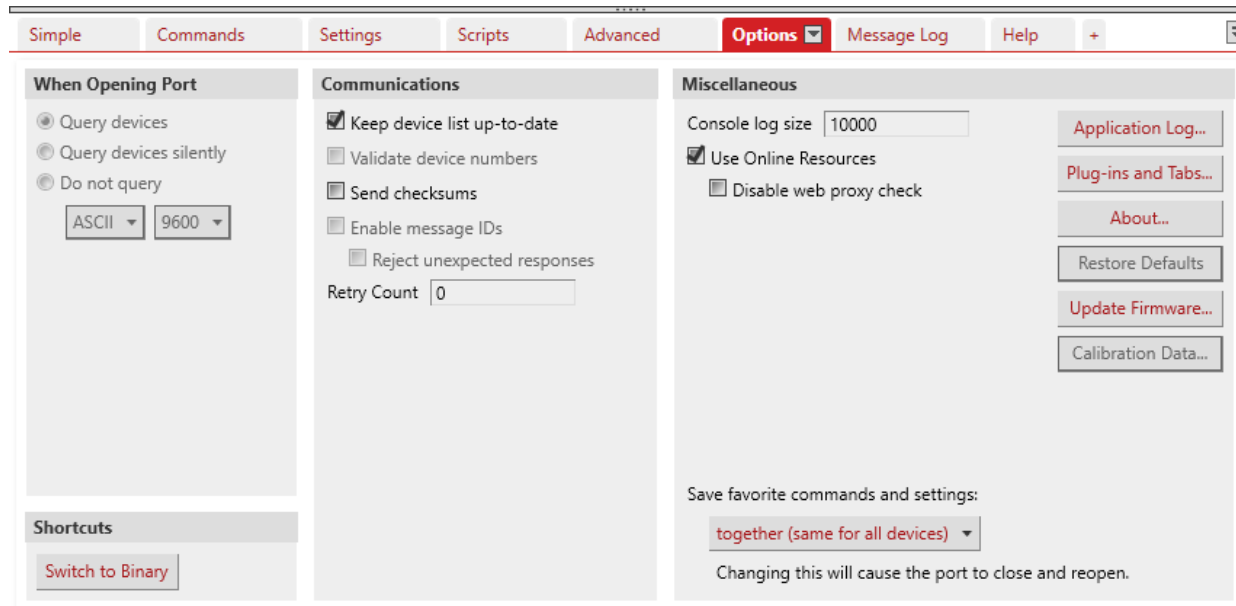 Simple Commands Settings Scripts Advanced Options Message Log Help +
When Opening Port
Query devices
Query devices silently
Do not query
ASCII 9600
Shortcuts
Switch to Binary
Communications
Keep device list up-to-date
Validate device numbers
Send checksums
Enable message IDs
Reject unexpected responses
Retry Count 0
Miscellaneous
Console log size 10000
Use Online Resources
Disable web proxy check
Application Log...
Plug-ins and Tabs...
About...
Restore Defaults
Update Firmware...
Calibration Data...
Save favorite commands and settings:
together (same for all devices)
Changing this will cause the port to close and reopen.